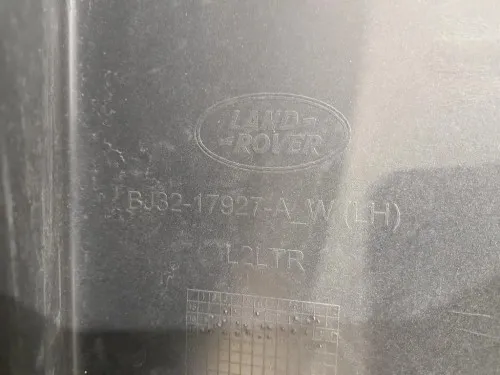 LAND-
-ROVER
BJ32-17927-A_W (LH)
L2LTR